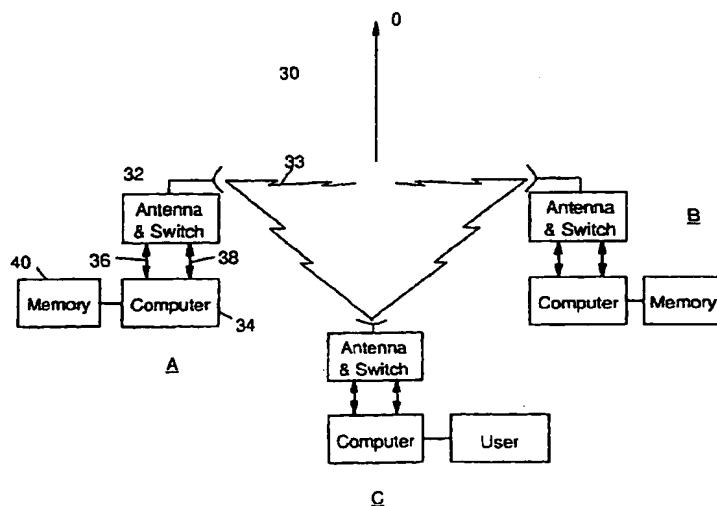 0
30
33
32
Antenna
& Switch
Antenna
& Switch
B
40
36
38
Memory
Computer
34
Computer
Memory
A
Antenna
& Switch
Computer
User
C